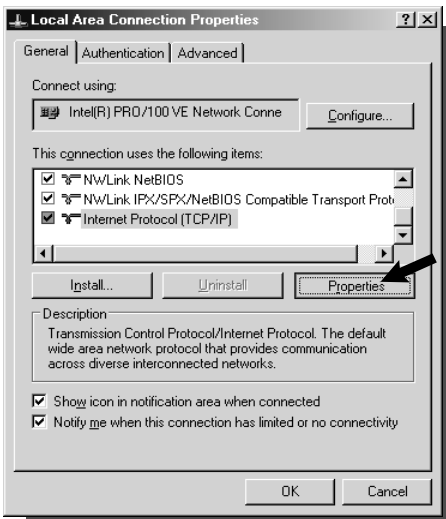 Local Area Connection Properties
General Authentication Advanced
Connect using:
Intel(R) PRO/100 VE Network Conne Configure...
This connection uses the following items:
NWLink NetBIOS
NWLink IPX/SPX/NetBIOS Compatible Transport Prot
Internet Protocol (TCP/IP)
Install... Uninstall Properties
Description
Transmission Control Protocol/Internet Protocol. The default
wide area network protocol that provides communication
across diverse interconnected networks.
Show icon in notification area when connected
Notify me when this connection has limited or no connectivity
OK Cancel